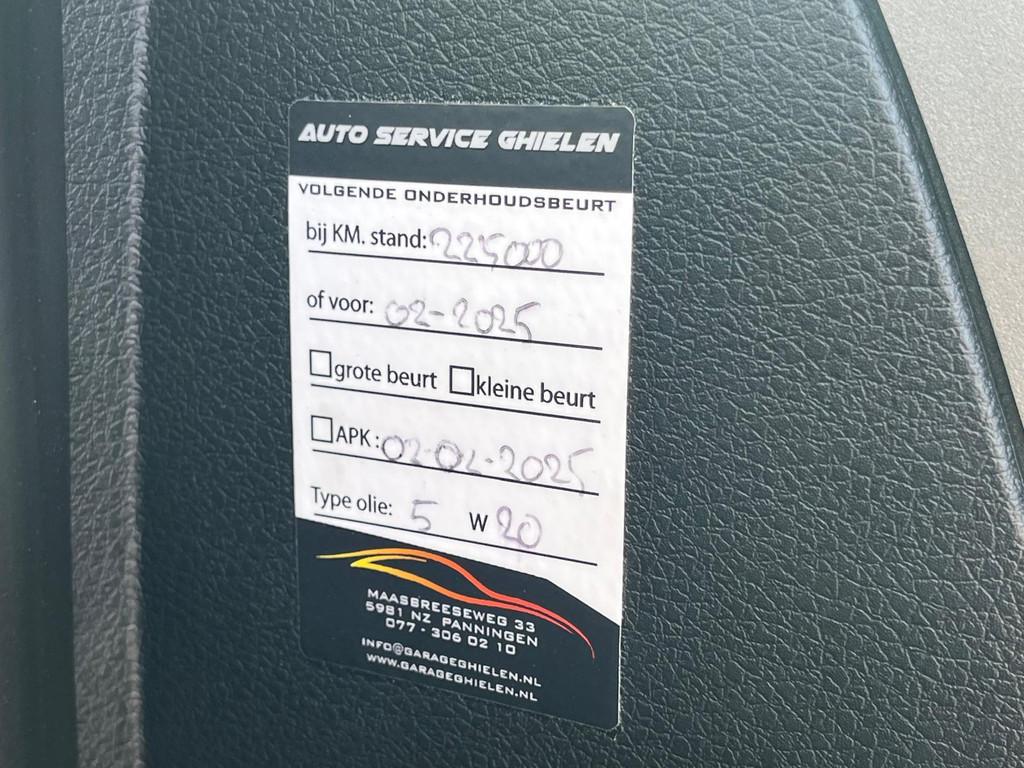 AUTO SERVICE GHIELEN
VOLGENDE ONDERHOUDSBEURT
bij KM. stand: 225000
of voor: 02-2025
grote beurt kleine beurt
APK: 02-02-2025
Type olie: 5 W 20
MAASBREESEWEG 33
5981 NZ PANNINGEN
077 - 306 02 10
INFO@GARAGEGHIELEN.NL
WWW.GARAGEGHIELEN.NL